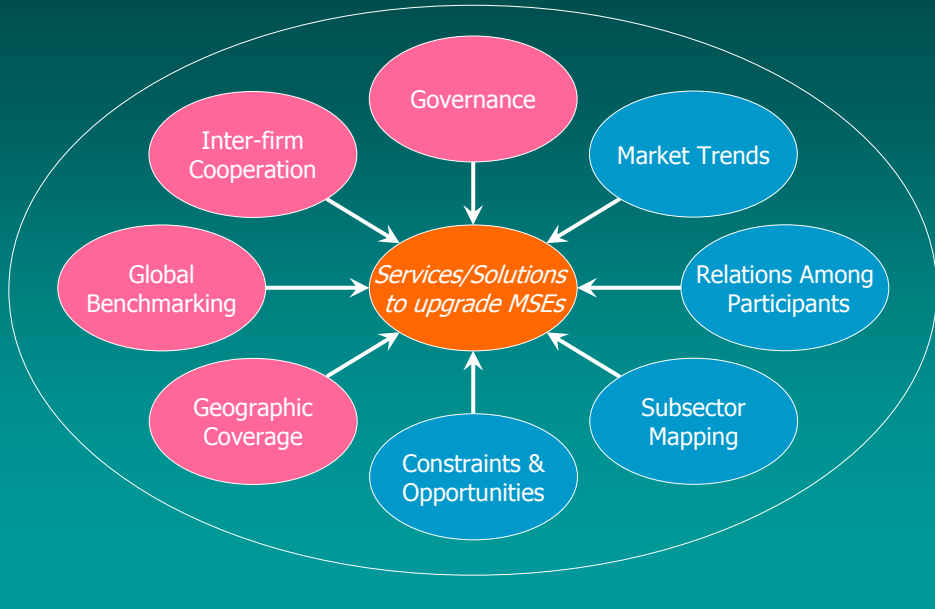 Governance
Inter-firm
Cooperation
Market Trends
Global
Benchmarking
Services/Solutions
to upgrade MSEs
Relations Among
Participants
Geographic
Coverage
Subsector
Mapping
Constraints &
Opportunities